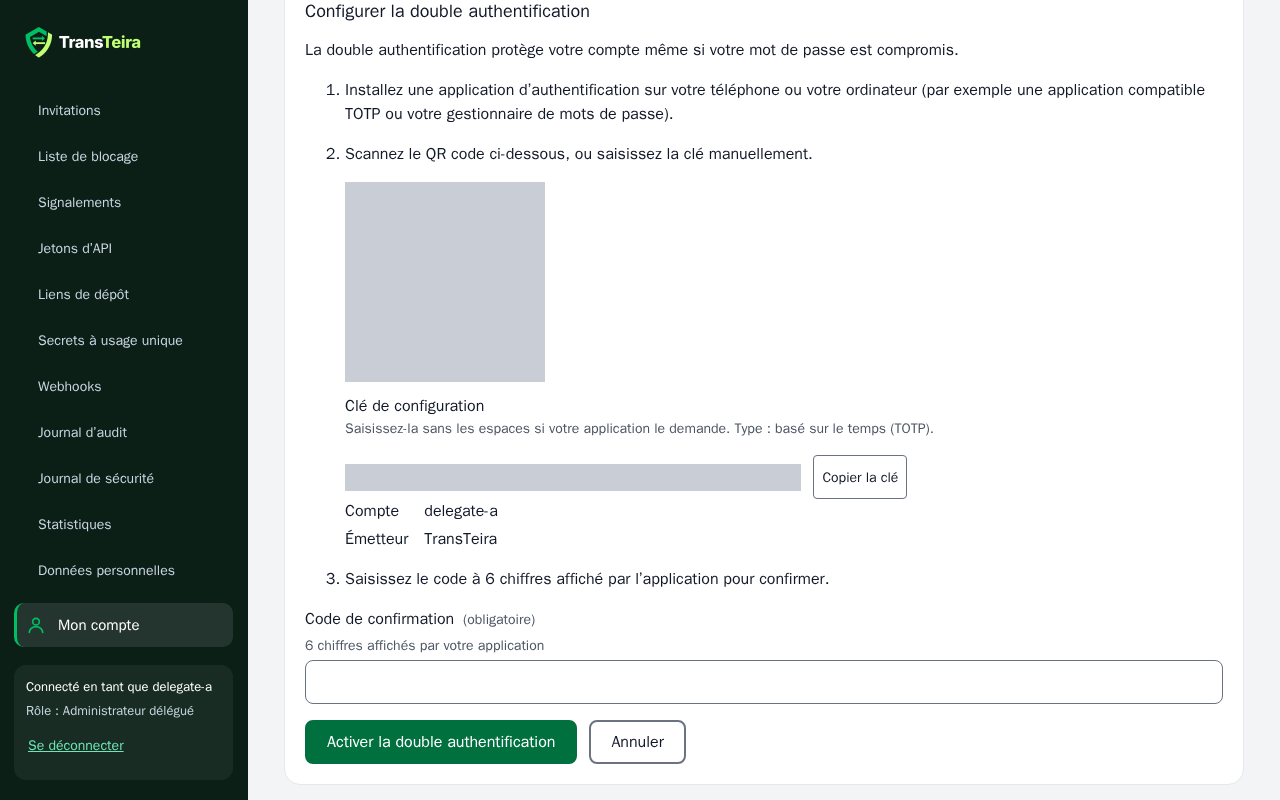 TransTeira
Invitations
Liste de blocage
Signalements
Jetons d'API
Liens de dépôt
Secrets à usage unique
Webhooks
Journal d'audit
Journal de sécurité
Statistiques
Données personnelles
Mon compte
Connecté en tant que delegate-a
Rôle : Administrateur délégué
Se déconnecter
Configurer la double authentification
La double authentification protège votre compte même si votre mot de passe est compromis.
1. Installez une application d'authentification sur votre téléphone ou votre ordinateur (par exemple une application compatible
TOTP ou votre gestionnaire de mots de passe).
2. Scannez le QR code ci-dessous, ou saisissez la clé manuellement.
Clé de configuration
Saisissez-la sans les espaces si votre application le demande. Type : basé sur le temps (TOTP).
Copier la clé
Compte delegate-a
Émetteur TransTeira
3. Saisissez le code à 6 chiffres affiché par l'application pour confirmer.
Code de confirmation (obligatoire)
6 chiffres affichés par votre application
Activer la double authentification
Annuler